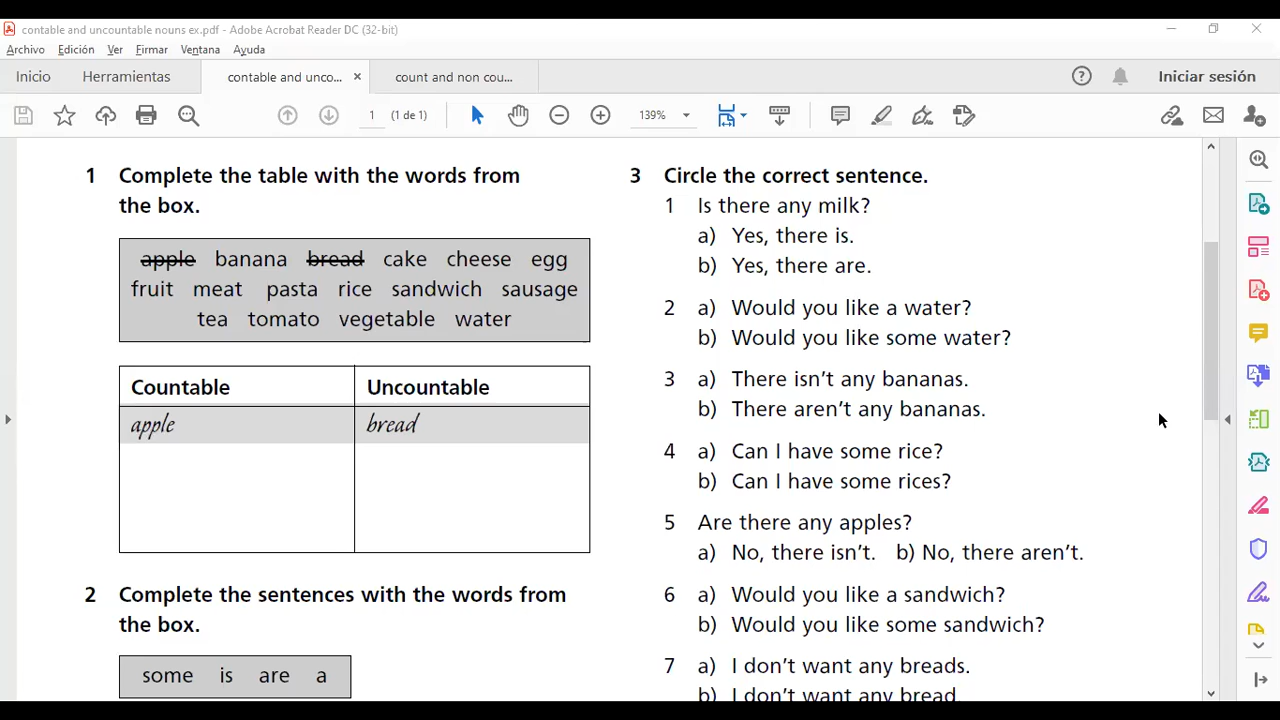 contable and uncountable nouns ex.pdf - Adobe Acrobat Reader DC (32-bit)
Archivo Edición Ver Firmar Ventana Ayuda
Inicio Herramientas contable and unco... × count and non cou... Iniciar sesión
1 (1 de 1) 139%
1 Complete the table with the words from
the box.
apple banana bread cake cheese egg
fruit meat pasta rice sandwich sausage
tea tomato vegetable water
Countable Uncountable
apple bread
2 Complete the sentences with the words from
the box.
some is are a
3 Circle the correct sentence.
1 Is there any milk?
a) Yes, there is.
b) Yes, there are.
2 a) Would you like a water?
b) Would you like some water?
3 a) There isn't any bananas.
b) There aren't any bananas.
4 a) Can I have some rice?
b) Can I have some rices?
5 Are there any apples?
a) No, there isn't. b) No, there aren't.
6 a) Would you like a sandwich?
b) Would you like some sandwich?
7 a) I don't want any breads.
b) I don't want any bread.